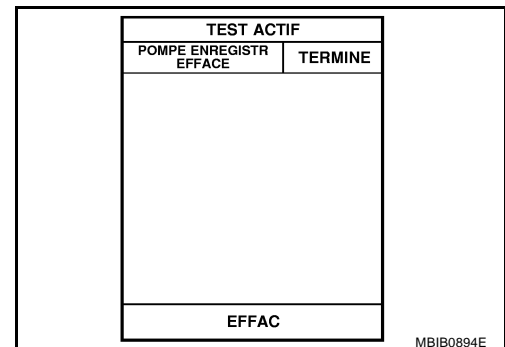 TEST ACTIF
POMPE ENREGISTR
EFFACE
TERMINE
EFFAC
MBIB0894E